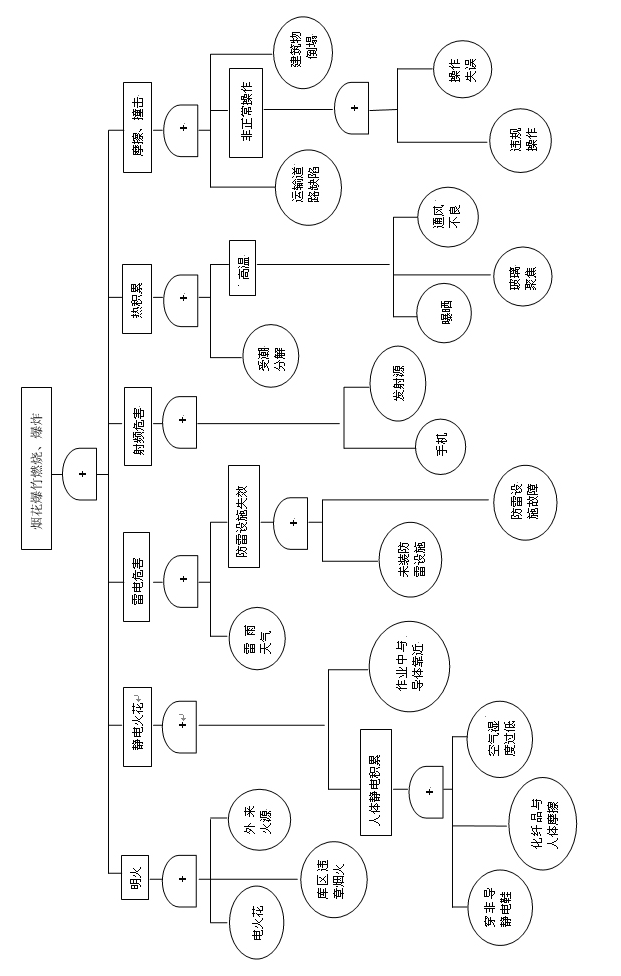 烟花爆竹燃烧、爆炸
+
明火
静电火花
雷电危害
射频危害
热积累
摩擦、撞击
+
+
+
+
+
+
电火花
库区违
章烟火
外 来
火源
人体静电积累
作业中与
导体靠近
+
穿非导
静电鞋
化纤品与
人体摩擦
空气湿
度过低
雷 雨
天气
防雷设施失效
+
未装防
雷设施
防雷设
施故障
手机
发射源
受潮
分解
高温
曝晒
玻璃
聚焦
通风
不良
运输道
路缺陷
非正常操作
建筑物
倒塌
+
违规
操作
操作
失误